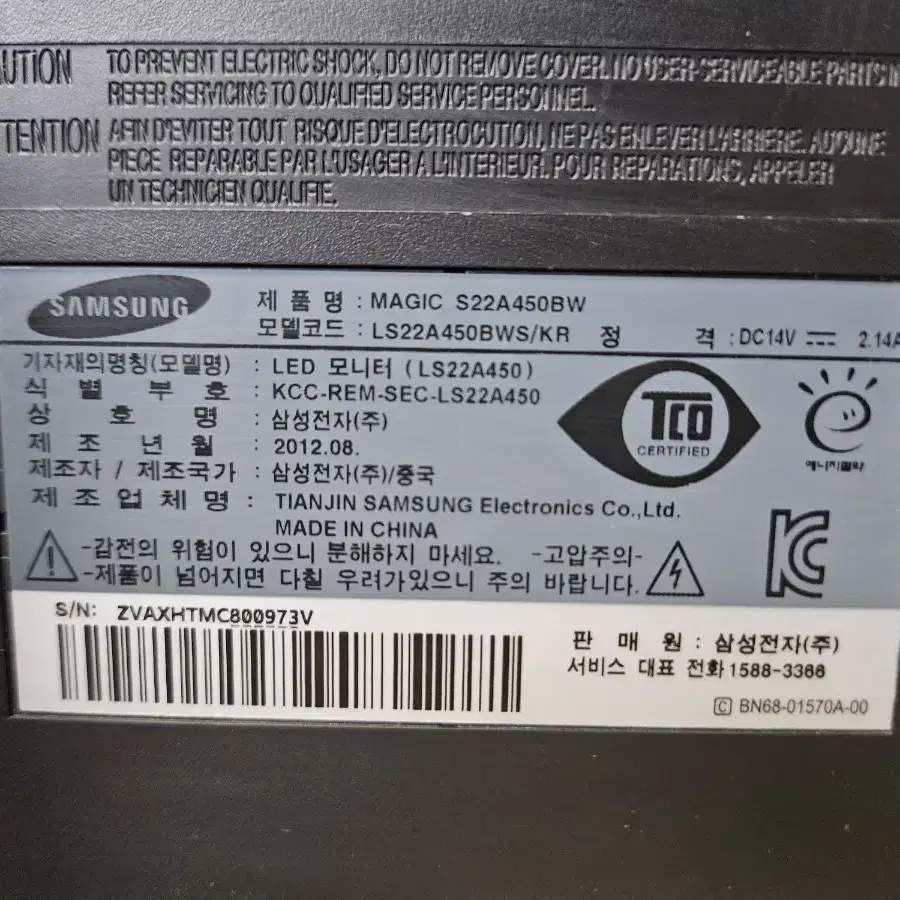 UTION TO PREVENT ELECTRIC SHOCK, DO NOT REMOVE COVER. NO USER-SERVICEABLE PARTS IN
REFER SERVICING TO QUALIFIED SERVICE PERSONNEL.
TENTION AFIN D'EVITER TOUT RISQUE D'ELECTROCUTION, NE PAS ENLEVER L'ARRIERE. AUCUNE
PIECE REPARABLE PAR L'USAGER A L'INTERIEUR. POUR REPARATIONS, APPELER
UN TECHNICIEN QUALIFIE.
SAMSUNG
제 품 명 : MAGIC S22A450BW
모델코드 : LS22A450BWS/KR 정 격 : DC14V ⎓ 2.14A
기자재의명칭(모델명) : LED 모니터 (LS22A450)
식 별 부 호 : KCC-REM-SEC-LS22A450
상 호 명 : 삼성전자(주)
제 조 년 월 : 2012.08.
제조자 / 제조국가 : 삼성전자(주)/중국
제 조 업 체 명 : TIANJIN SAMSUNG Electronics Co.,Ltd.
MADE IN CHINA
TCO
CERTIFIED
에너지절약
-감전의 위험이 있으니 분해하지 마세요. -고압주의-
-제품이 넘어지면 다칠 우려가있으니 주의 바랍니다.
KC
S/N: ZVAXHTMC800973V
판 매 원 : 삼성전자(주)
서비스 대표 전화 1588-3366
C BN68-01570A-00